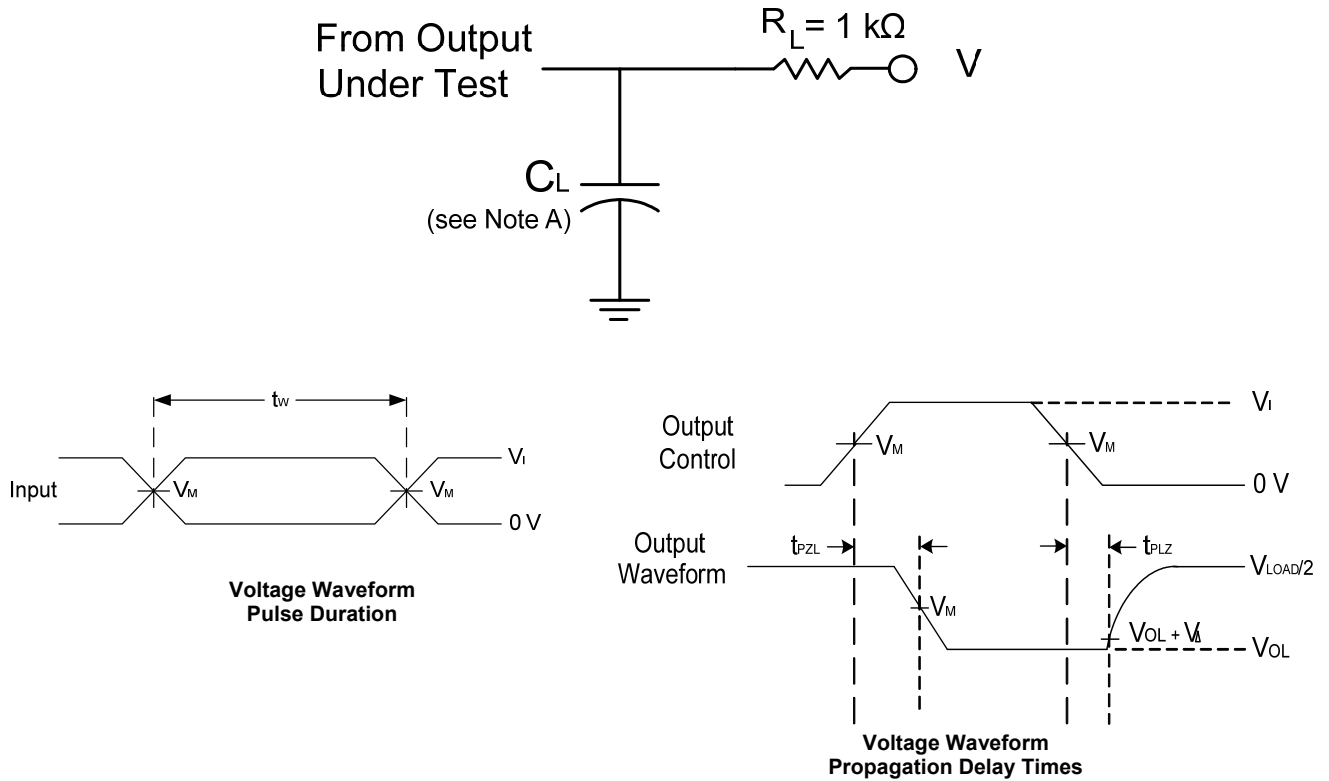 From Output
Under Test
RL = 1 kΩ
V
CL
(see Note A)
tW
Input
VM
VM
VI
0 V
Voltage Waveform
Pulse Duration
Output
Control
VM
VM
VI
0 V
Output
Waveform
tPZL
tPLZ
VLOAD/2
VM
VOL + VΔ
VOL
Voltage Waveform
Propagation Delay Times